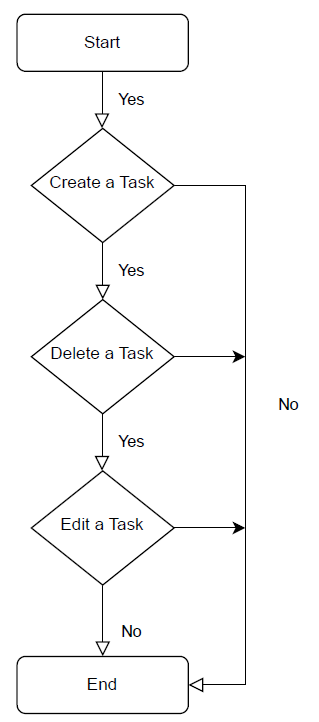 Start
Yes
Create a Task
Yes
Delete a Task
No
Yes
Edit a Task
No
End